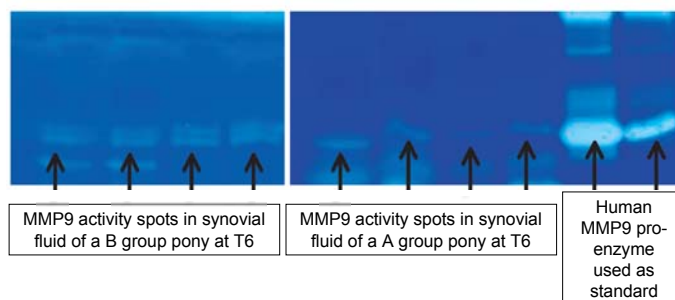 MMP9 activity spots in synovial
fluid of a B group pony at T6
MMP9 activity spots in synovial
fluid of a A group pony at T6
Human
MMP9 pro-
enzyme
used as
standard